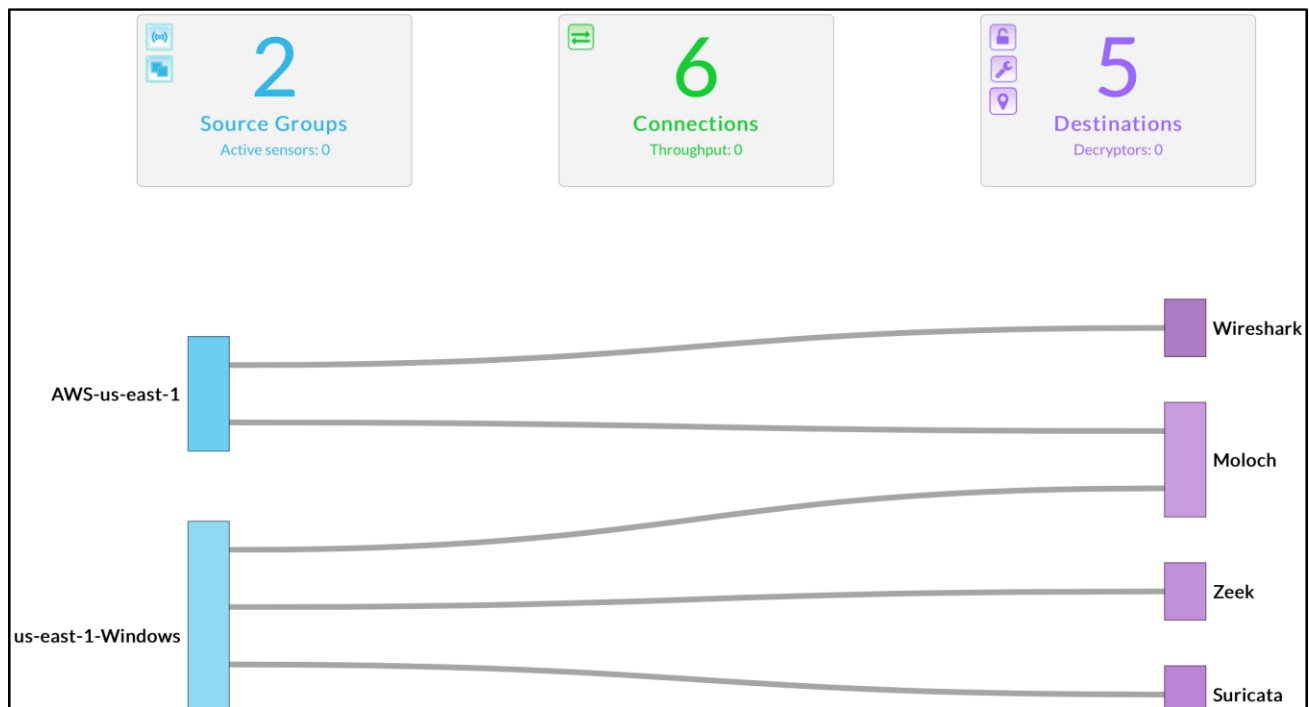 2
Source Groups
Active sensors: 0
6
Connections
Throughput: 0
5
Destinations
Decryptors: 0
Wireshark
AWS-us-east-1
Moloch
Zeek
us-east-1-Windows
Suricata